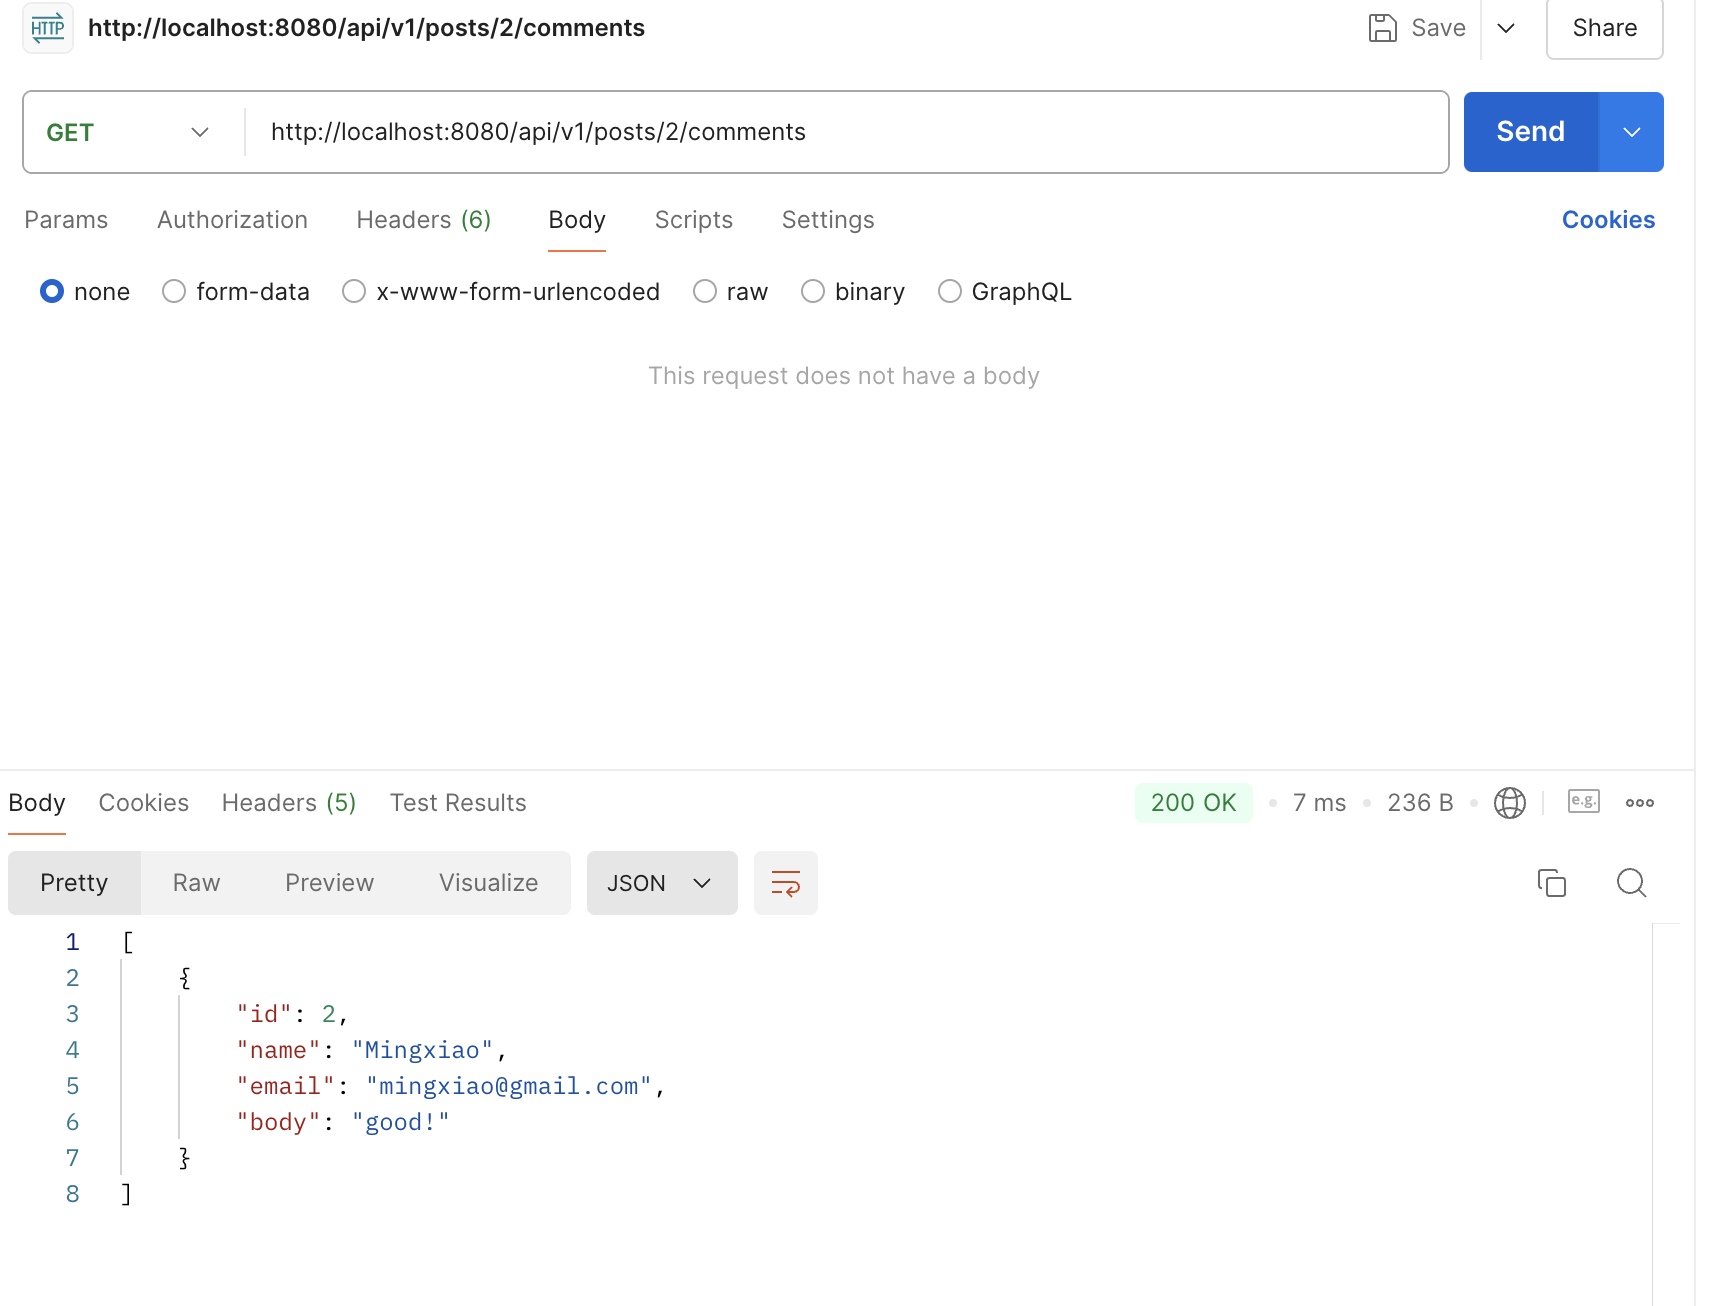 HTTP http://localhost:8080/api/v1/posts/2/comments Save Share
GET http://localhost:8080/api/v1/posts/2/comments Send
Params Authorization Headers (6) Body Scripts Settings Cookies
none form-data x-www-form-urlencoded raw binary GraphQL
This request does not have a body
Body Cookies Headers (5) Test Results 200 OK • 7 ms • 236 B • e.g.
Pretty Raw Preview Visualize JSON
1 [
2 {
3 "id": 2,
4 "name": "Mingxiao",
5 "email": "mingxiao@gmail.com",
6 "body": "good!"
7 }
8 ]